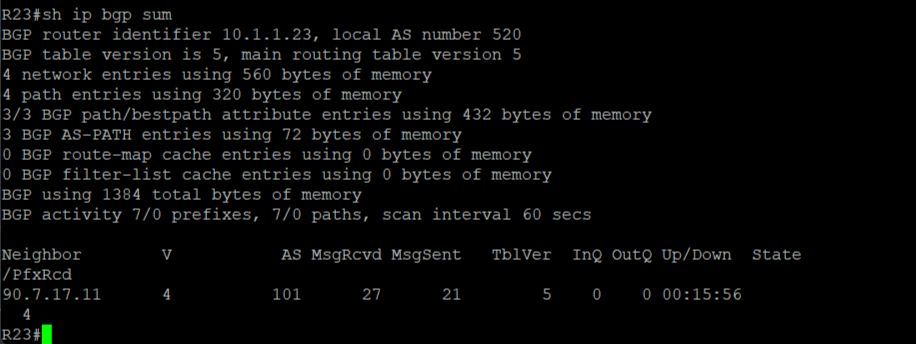 R23#sh ip bgp sum
BGP router identifier 10.1.1.23, local AS number 520
BGP table version is 5, main routing table version 5
4 network entries using 560 bytes of memory
4 path entries using 320 bytes of memory
3/3 BGP path/bestpath attribute entries using 432 bytes of memory
3 BGP AS-PATH entries using 72 bytes of memory
0 BGP route-map cache entries using 0 bytes of memory
0 BGP filter-list cache entries using 0 bytes of memory
BGP using 1384 total bytes of memory
BGP activity 7/0 prefixes, 7/0 paths, scan interval 60 secs

Neighbor        V           AS MsgRcvd MsgSent   TblVer  InQ OutQ Up/Down  State
/PfxRcd
90.7.17.11      4          101      27      21        5    0    0 00:15:56
  4
R23#